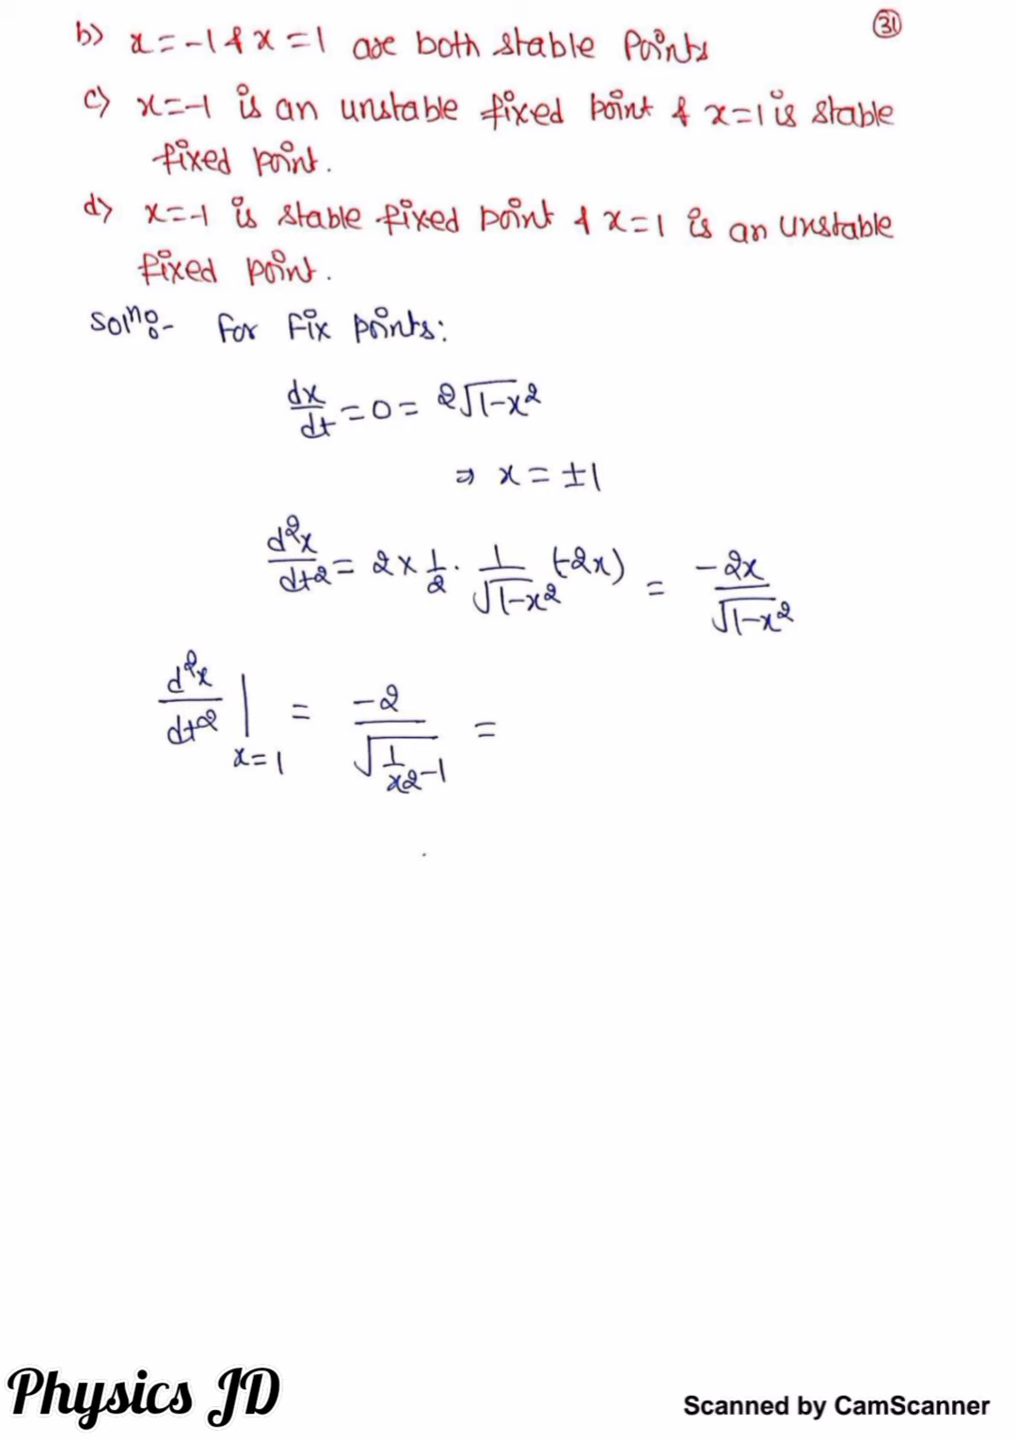 31
b) x = -1 & x = 1 are both stable Points
c) x=-1 is an unstable fixed point & x=1 is stable
fixed point.
d) x=-1 is stable fixed point & x=1 is an unstable
fixed point.
Solno:- For Fix points:
dx/dt = 0 = 2√1-x²
⇒ x = ±1
d²x/dt² = 2 × 1/2 . 1/√1-x² (-2x) = -2x/√1-x²
d²x/dt² |x=1 = -2/√1/x2-1 =
Physics JD
Scanned by CamScanner